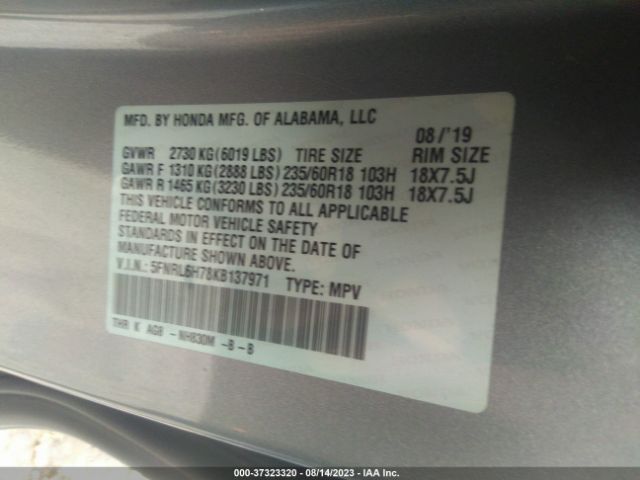 MFD. BY HONDA MFG. OF ALABAMA, LLC
08/'19
GVWR 2730 KG(6019 LBS) TIRE SIZE RIM SIZE
GAWR F 1310 KG(2888 LBS) 235/60R18 103H 18X7.5J
GAWR R 1465 KG(3230 LBS) 235/60R18 103H 18X7.5J
THIS VEHICLE CONFORMS TO ALL APPLICABLE
FEDERAL MOTOR VEHICLE SAFETY
STANDARDS IN EFFECT ON THE DATE OF
MANUFACTURE SHOWN ABOVE.
V.I.N.: 5FNRL6H78KB137971 TYPE: MPV
THR K AG8 - NH830M -B-B
000-37323320 - 08/14/2023 - IAA Inc.